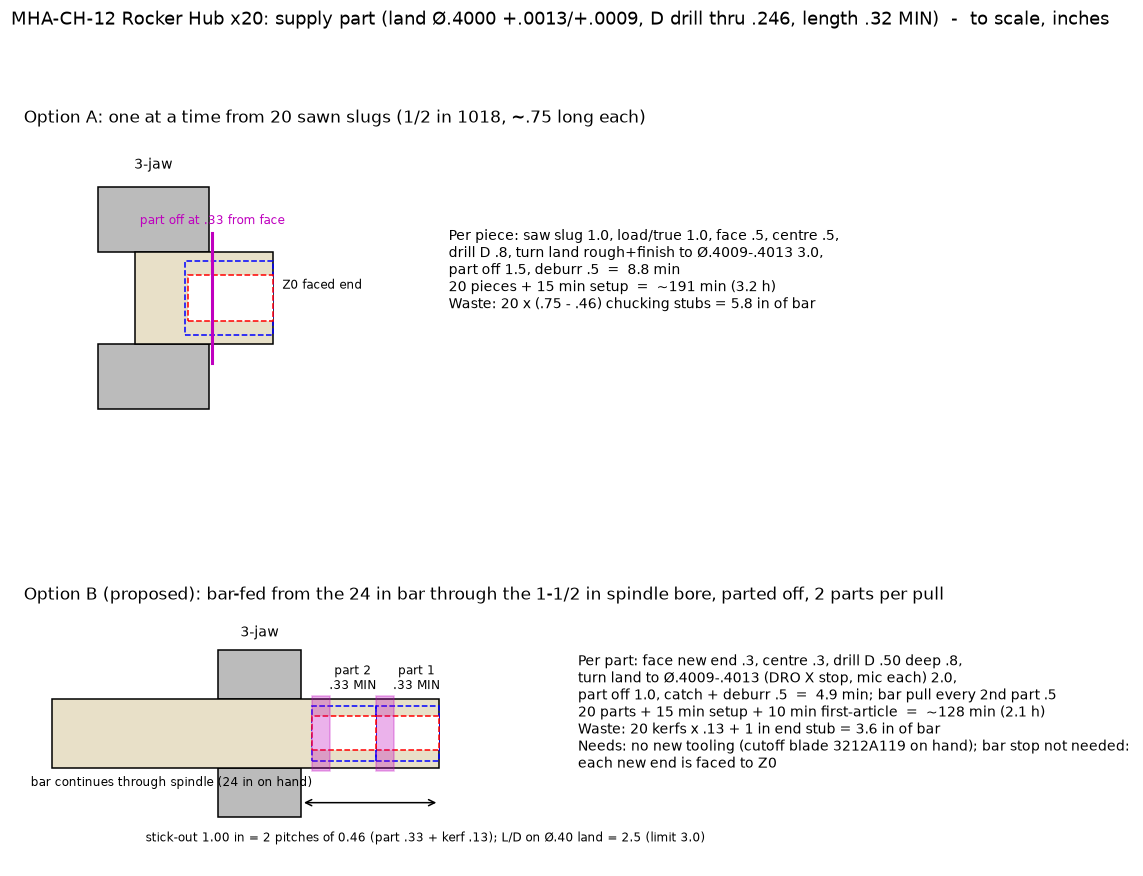 MHA-CH-12 Rocker Hub x20: supply part (land Ø.4000 +.0013/+.0009, D drill thru .246, length .32 MIN)  -  to scale, inches
Option A: one at a time from 20 sawn slugs (1/2 in 1018, ~.75 long each)
3-jaw
part off at .33 from face
Z0 faced end
Per piece: saw slug 1.0, load/true 1.0, face .5, centre .5,
drill D .8, turn land rough+finish to Ø.4009-.4013 3.0,
part off 1.5, deburr .5  =  8.8 min
20 pieces + 15 min setup  =  ~191 min (3.2 h)
Waste: 20 x (.75 - .46) chucking stubs = 5.8 in of bar
Option B (proposed): bar-fed from the 24 in bar through the 1-1/2 in spindle bore, parted off, 2 parts per pull
3-jaw
part 2
.33 MIN
part 1
.33 MIN
bar continues through spindle (24 in on hand)
stick-out 1.00 in = 2 pitches of 0.46 (part .33 + kerf .13); L/D on Ø.40 land = 2.5 (limit 3.0)
Per part: face new end .3, centre .3, drill D .50 deep .8,
turn land to Ø.4009-.4013 (DRO X stop, mic each) 2.0,
part off 1.0, catch + deburr .5  =  4.9 min; bar pull every 2nd part .5
20 parts + 15 min setup + 10 min first-article  =  ~128 min (2.1 h)
Waste: 20 kerfs x .13 + 1 in end stub = 3.6 in of bar
Needs: no new tooling (cutoff blade 3212A119 on hand); bar stop not needed:
each new end is faced to Z0